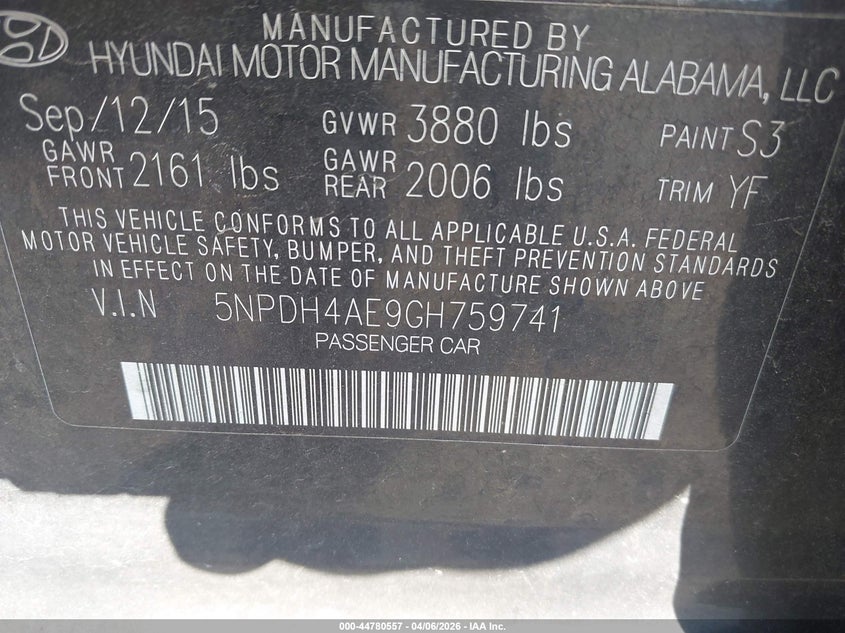 MANUFACTURED BY
HYUNDAI MOTOR MANUFACTURING ALABAMA, LLC
Sep/12/15 GVWR 3880 lbs PAINT S3
GAWR FRONT 2161 lbs GAWR REAR 2006 lbs TRIM YF
THIS VEHICLE CONFORMS TO ALL APPLICABLE U.S.A. FEDERAL
MOTOR VEHICLE SAFETY, BUMPER, AND THEFT PREVENTION STANDARDS
IN EFFECT ON THE DATE OF MANUFACTURE SHOWN ABOVE
V.I.N 5NPDH4AE9GH759741
PASSENGER CAR
000-44780557 - 04/06/2026 - IAA Inc.